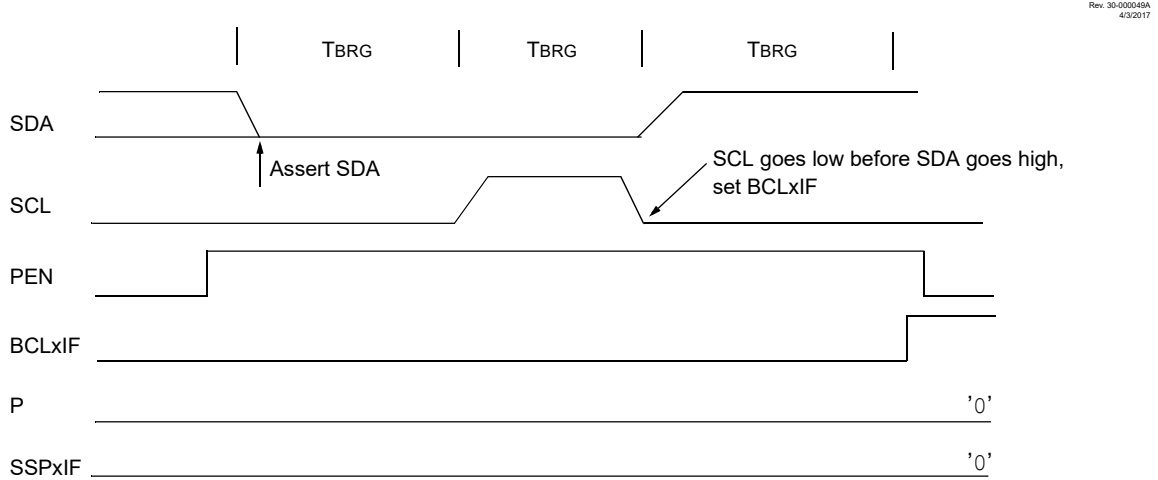 Rev. 30-000049A
4/3/2017
TBRG TBRG TBRG
SDA
Assert SDA
SCL goes low before SDA goes high,
set BCLxIF
SCL
PEN
BCLxIF
P '0'
SSPxIF '0'